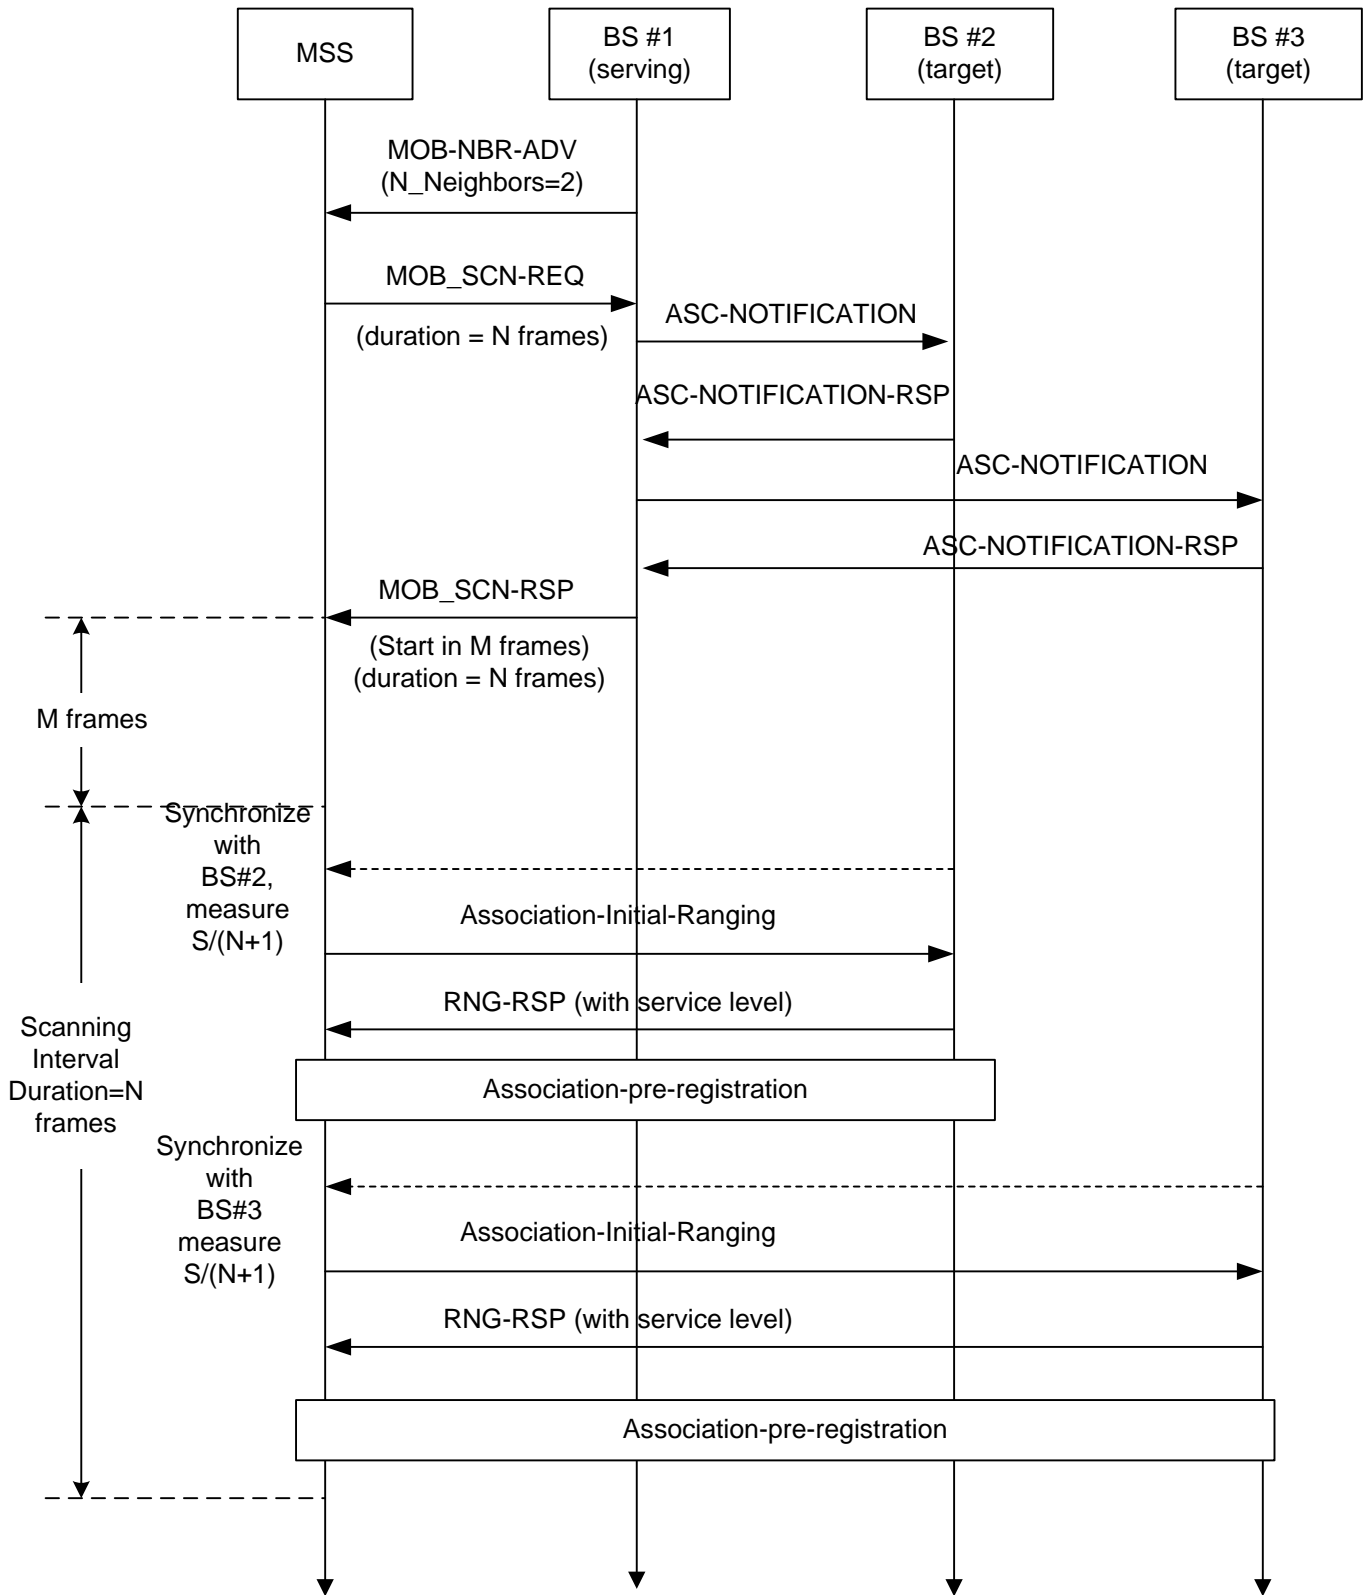 MSS
BS #1
(serving)
BS #2
(target)
BS #3
(target)
MOB-NBR-ADV
(N_Neighbors=2)
MOB_SCN-REQ
(duration = N frames)
ASC-NOTIFICATION
ASC-NOTIFICATION-RSP
ASC-NOTIFICATION
ASC-NOTIFICATION-RSP
MOB_SCN-RSP
(Start in M frames)
(duration = N frames)
M frames
Synchronize
with
BS#2,
measure
S/(N+1)
Association-Initial-Ranging
RNG-RSP (with service level)
Scanning
Interval
Duration=N
frames
Association-pre-registration
Synchronize
with
BS#3
measure
S/(N+1)
Association-Initial-Ranging
RNG-RSP (with service level)
Association-pre-registration